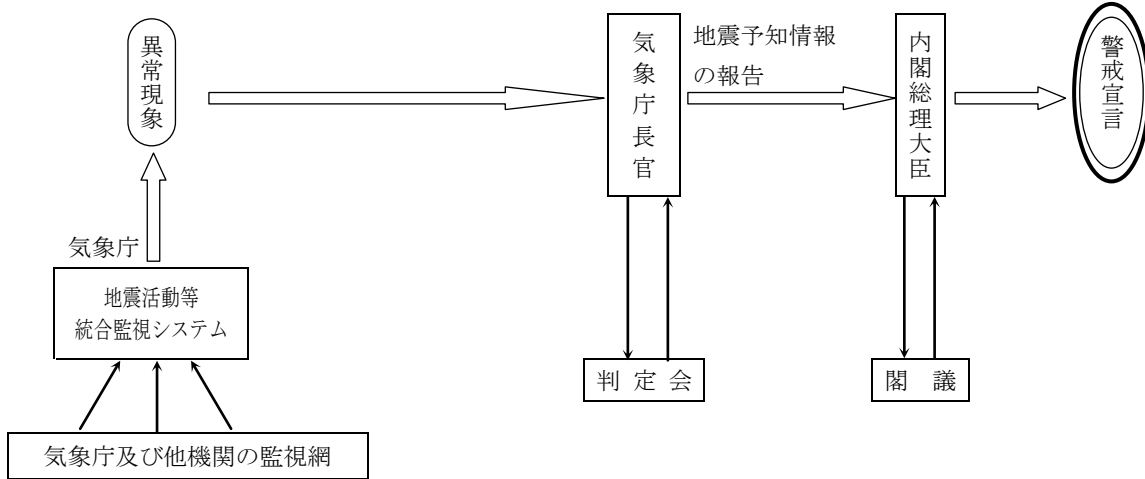 異常現象
気象庁長官
地震予知情報
の報告
内閣総理大臣
警戒宣言
気象庁
地震活動等
統合監視システム
判定会
閣議
気象庁及び他機関の監視網